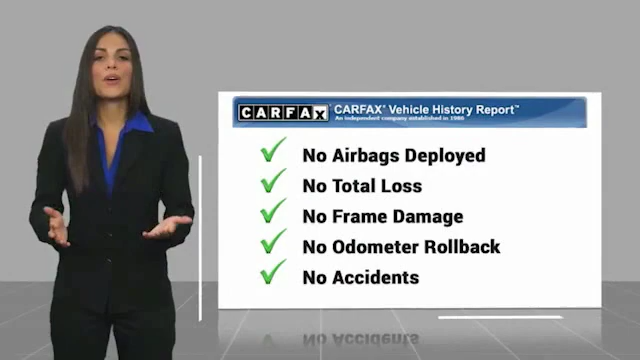 CARFAX CARFAX® Vehicle History Report™
An independent company established in 1986
No Airbags Deployed
No Total Loss
No Frame Damage
No Odometer Rollback
No Accidents